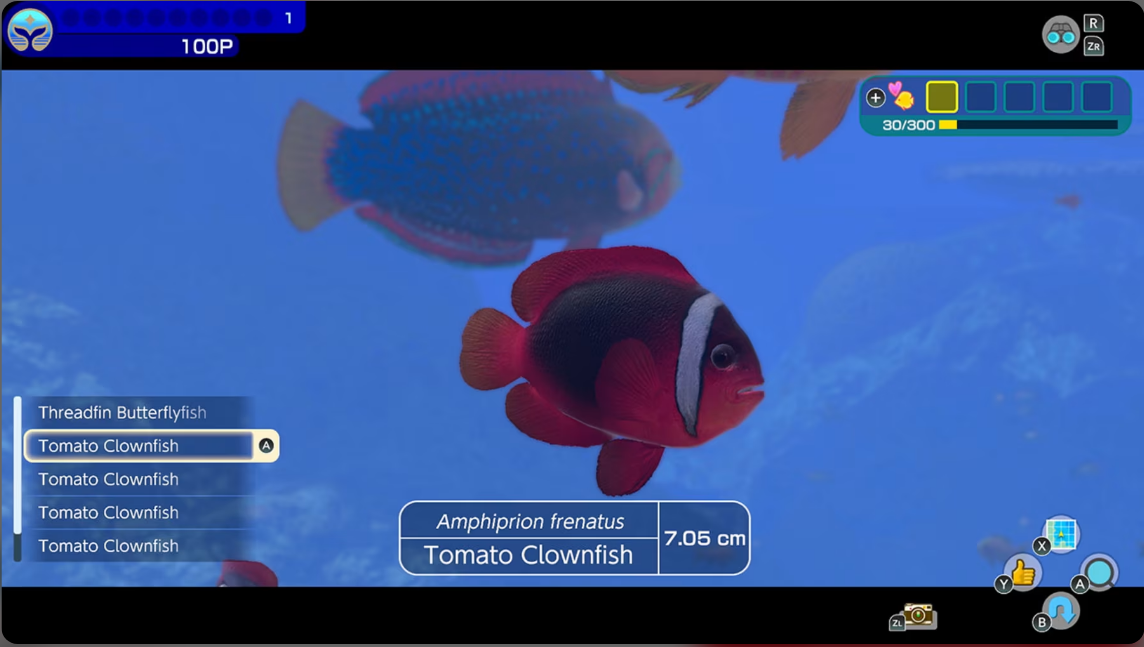 1
100P
R
ZR
+
30/300
Threadfin Butterflyfish
Tomato Clownfish A
Tomato Clownfish
Tomato Clownfish
Tomato Clownfish
Amphiprion frenatus
Tomato Clownfish
7.05 cm
X
Y
A
B
ZL